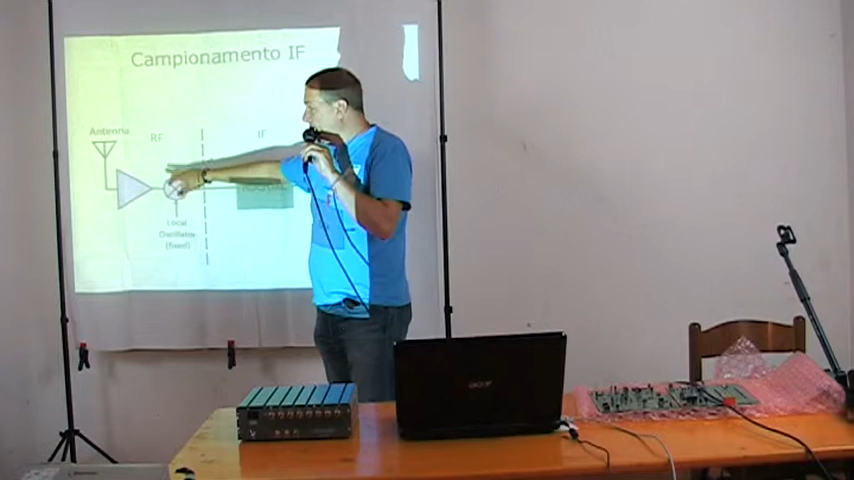 Campionamento IF
Antenna
RF
IF
Local
Oscillator
(fixed)
acer